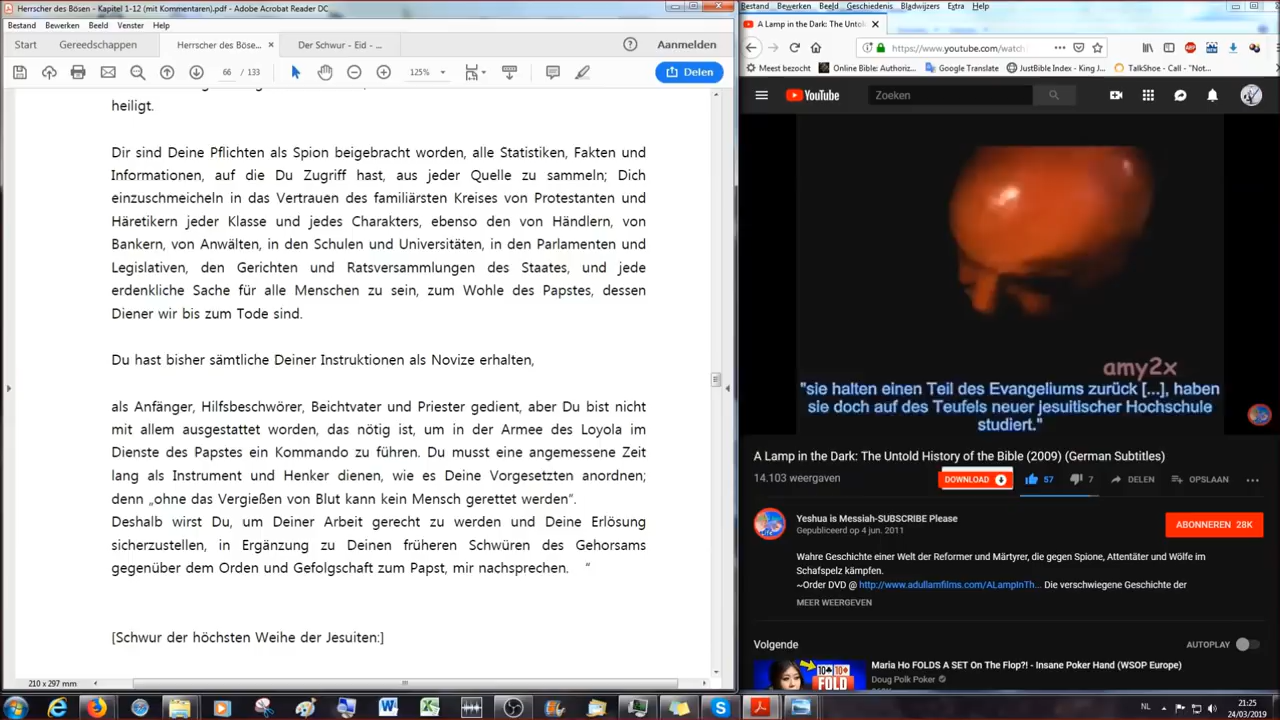 Herrscher des Bösen - Kapitel 1-12 (mit Kommentaren).pdf - Adobe Acrobat Reader DC
Bestand Bewerken Beeld Venster Help
Start Gereedschappen Herrscher des Böse... × Der Schwur - Eid - ... Aanmelden
66 / 133 125% Delen
heiligt.
Dir sind Deine Pflichten als Spion beigebracht worden, alle Statistiken, Fakten und
Informationen, auf die Du Zugriff hast, aus jeder Quelle zu sammeln; Dich
einzuschmeicheln in das Vertrauen des familiärsten Kreises von Protestanten und
Häretikern jeder Klasse und jedes Charakters, ebenso den von Händlern, von
Bankern, von Anwälten, in den Schulen und Universitäten, in den Parlamenten und
Legislativen, den Gerichten und Ratsversammlungen des Staates, und jede
erdenkliche Sache für alle Menschen zu sein, zum Wohle des Papstes, dessen
Diener wir bis zum Tode sind.
Du hast bisher sämtliche Deiner Instruktionen als Novize erhalten,
als Anfänger, Hilfsbeschwörer, Beichtvater und Priester gedient, aber Du bist nicht
mit allem ausgestattet worden, das nötig ist, um in der Armee des Loyola im
Dienste des Papstes ein Kommando zu führen. Du musst eine angemessene Zeit
lang als Instrument und Henker dienen, wie es Deine Vorgesetzten anordnen;
denn „ohne das Vergießen von Blut kann kein Mensch gerettet werden“.
Deshalb wirst Du, um Deiner Arbeit gerecht zu werden und Deine Erlösung
sicherzustellen, in Ergänzung zu Deinen früheren Schwüren des Gehorsams
gegenüber dem Orden und Gefolgschaft zum Papst, mir nachsprechen. “
[Schwur der höchsten Weihe der Jesuiten:]
210 x 297 mm
Bestand Bewerken Beeld Geschiedenis Bladwijzers Extra Help
A Lamp in the Dark: The Untol ×
https://www.youtube.com/watch
Meest bezocht Online Bible: Authoriz... Google Translate JustBible Index - King J... TalkShoe - Call - "Not...
YouTube Zoeken
amy2x
"sie halten einen Teil des Evangeliums zurück [...], haben
sie doch auf des Teufels neuer jesuitischer Hochschule
studiert."
A Lamp in the Dark: The Untold History of the Bible (2009) (German Subtitles)
14.103 weergaven DOWNLOAD 57 7 DELEN OPSLAAN
Yeshua is Messiah-SUBSCRIBE Please
Gepubliceerd op 4 jun. 2011
ABONNEREN 28K
Wahre Geschichte einer Welt der Reformer und Märtyrer, die gegen Spione, Attentäter und Wölfe im
Schafspelz kämpfen.
~Order DVD @ http://www.adullamfilms.com/ALampInTh... Die verschwiegene Geschichte der
MEER WEERGEVEN
Volgende AUTOPLAY
Maria Ho FOLDS A SET On The Flop?! - Insane Poker Hand (WSOP Europe)
Doug Polk Poker
FOLD
NL 21:25
24/03/2019